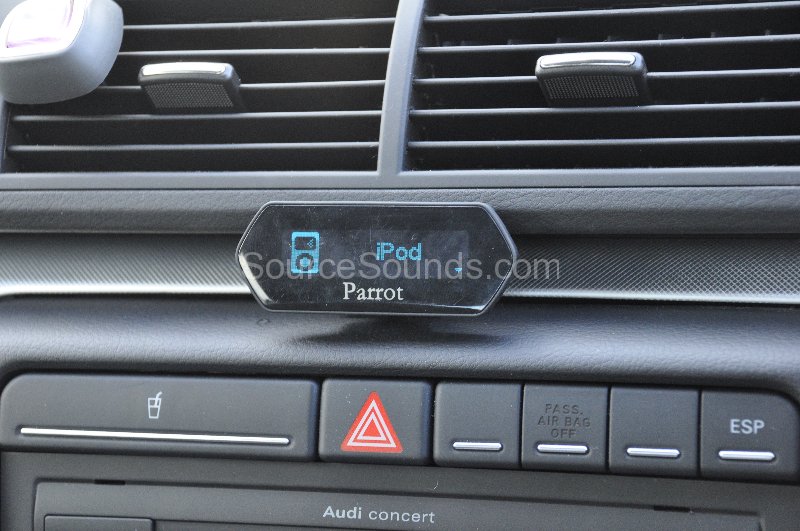 iPod
SourceSounds.com
Parrot
PASS.
AIR BAG
OFF
ESP
Audi concert